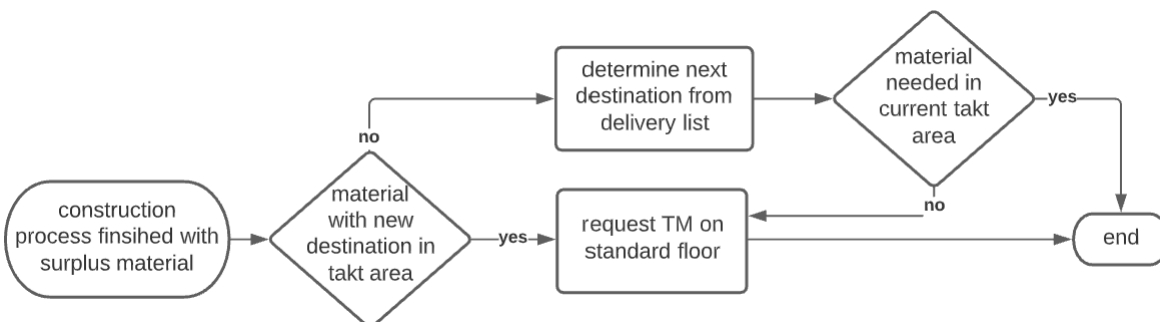 construction
process finsihed with
surplus material
material
with new
destination in
takt area
no
yes
determine next
destination from
delivery list
material
needed in
current takt
area
yes
no
request TM on
standard floor
end